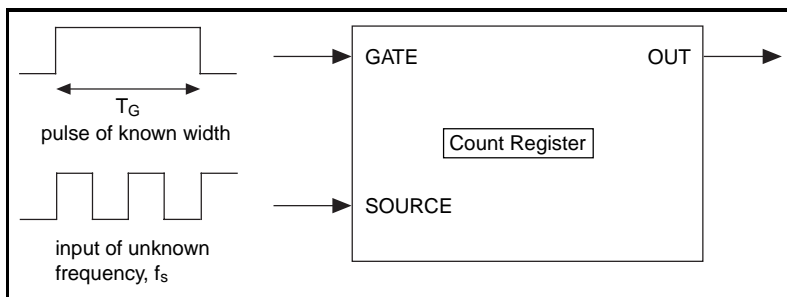 GATE
OUT
T_G
pulse of known width
Count Register
SOURCE
input of unknown
frequency, f_s